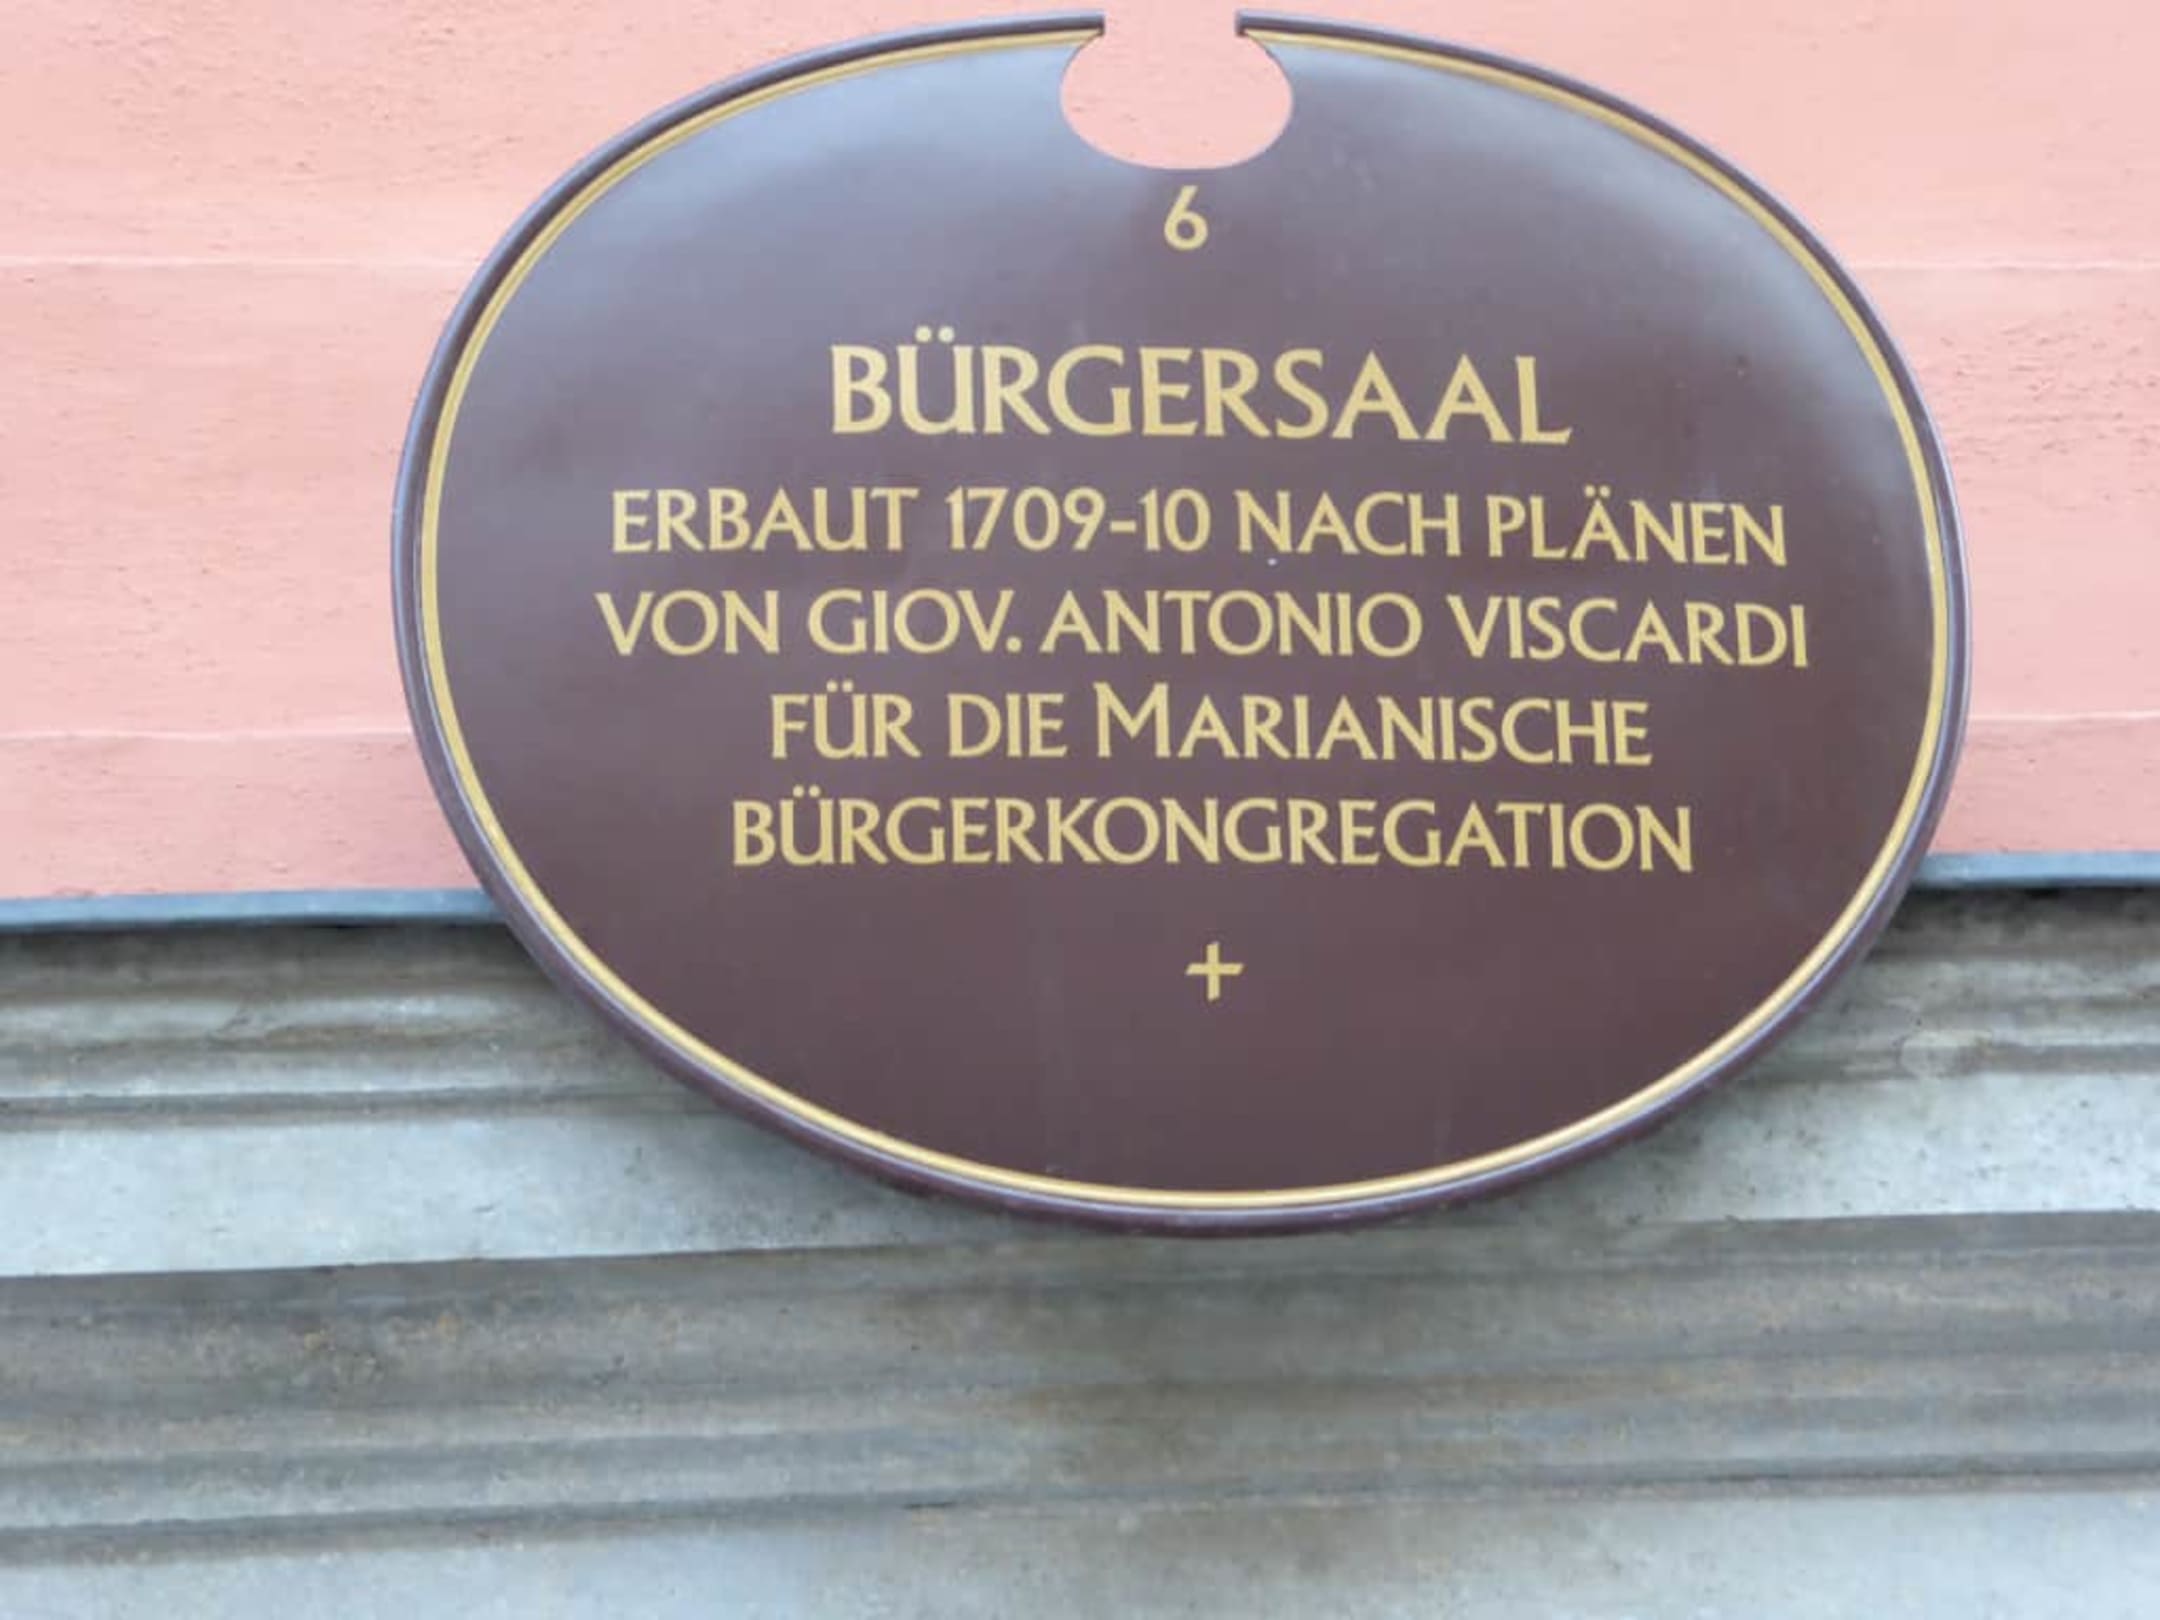 6
BÜRGERSAAL
ERBAUT 1709-10 NACH PLÄNEN
VON GIOV. ANTONIO VISCARDI
FÜR DIE MARIANISCHE
BÜRGERKONGREGATION
+